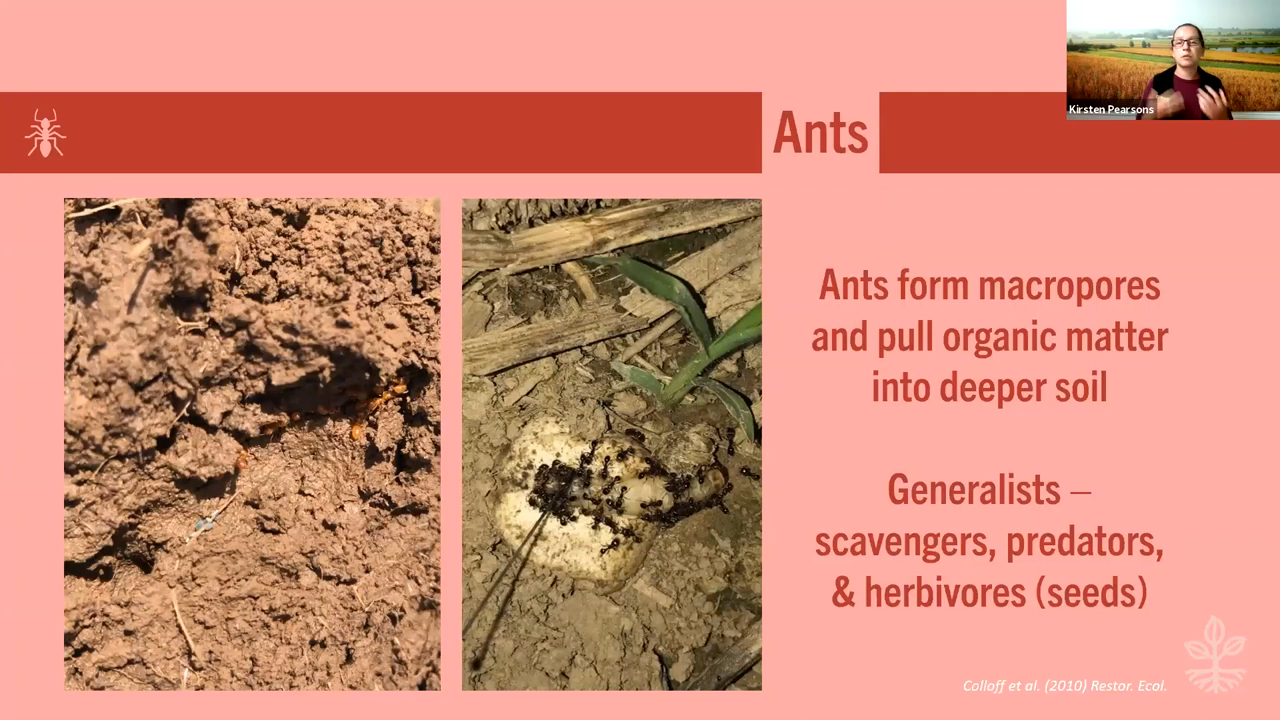 Kirsten Pearsons
Ants
Ants form macropores
and pull organic matter
into deeper soil
Generalists –
scavengers, predators,
& herbivores (seeds)
Colloff et al. (2010) Restor. Ecol.